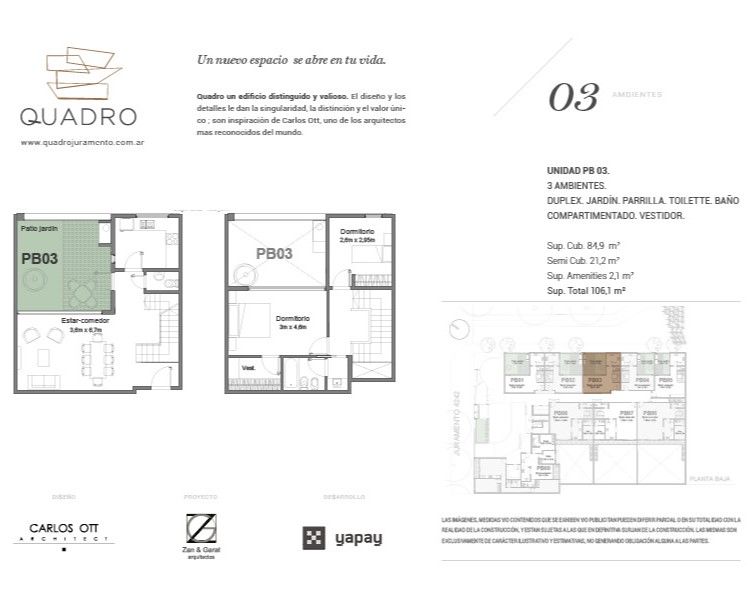 QUADRO
www.quadrojuramento.com.ar
Un nuevo espacio se abre en tu vida.
Quadro un edificio distinguido y valioso. El diseño y los
detalles le dan la singularidad, la distinción y el valor úni-
co ; son inspiración de Carlos Ott, uno de los arquitectos
mas reconocidos del mundo.
03 AMBIENTES
UNIDAD PB 03.
3 AMBIENTES.
DUPLEX. JARDÍN. PARRILLA. TOILETTE. BAÑO
COMPARTIMENTADO. VESTIDOR.
Sup. Cub. 84,9 m²
Semi Cub. 21,2 m²
Sup. Amenities 2,1 m²
Sup. Total 106,1 m²
Patio jardín
PB03
Estar-comedor
3,6m x 6,7m
PB03
Dormitorio
2,6m x 2,95m
Dormitorio
3m x 4,6m
Vest.
PB01
PB02
PB03
PB04
PB05
PB07
JURAMENTO 4242
PLANTA BAJA
DISEÑO
CARLOS OTT
ARCHITECT
PROYECTO
Zan & Garat
arquitectos
DESARROLLO
yapay
LAS IMÁGENES, MEDIDAS Y/O CONTENIDOS QUE SE EXHIBEN Y/O PUBLICITAN PUEDEN DIFERIR PARCIAL O EN SU TOTALIDAD CON LA
REALIDAD DE LA CONSTRUCCIÓN, Y ESTAN SUJETAS A LAS QUE EN DEFINITIVA SURJAN DE LA CONSTRUCCIÓN. LAS MISMAS SON
EXCLUSIVAMENTE DE CARÁCTER ILUSTRATIVO Y ESTIMATIVAS, NO GENERANDO OBLIGACIÓN ALGUNA A LAS PARTES.